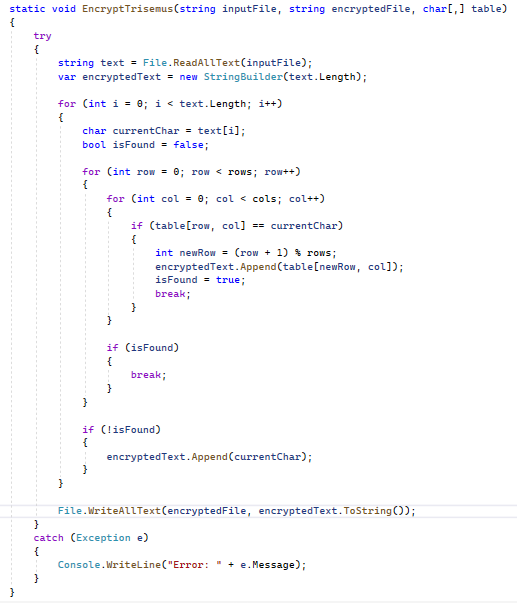 static void EncryptTrisemus(string inputFile, string encryptedFile, char[,] table)
{
    try
    {
        string text = File.ReadAllText(inputFile);
        var encryptedText = new StringBuilder(text.Length);

        for (int i = 0; i < text.Length; i++)
        {
            char currentChar = text[i];
            bool isFound = false;

            for (int row = 0; row < rows; row++)
            {
                for (int col = 0; col < cols; col++)
                {
                    if (table[row, col] == currentChar)
                    {
                        int newRow = (row + 1) % rows;
                        encryptedText.Append(table[newRow, col]);
                        isFound = true;
                        break;
                    }
                }

                if (isFound)
                {
                    break;
                }
            }

            if (!isFound)
            {
                encryptedText.Append(currentChar);
            }
        }

        File.WriteAllText(encryptedFile, encryptedText.ToString());
    }
    catch (Exception e)
    {
        Console.WriteLine("Error: " + e.Message);
    }
}